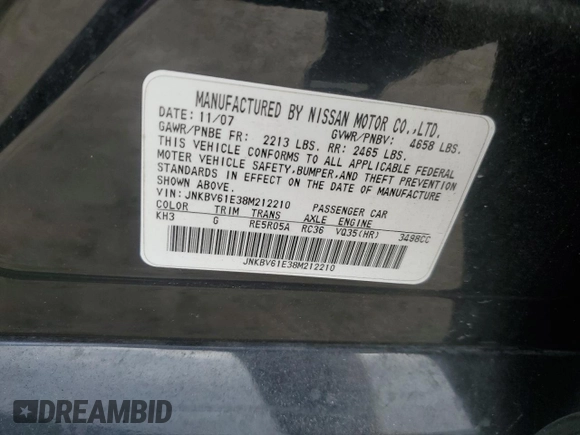 MANUFACTURED BY NISSAN MOTOR CO.,LTD.
DATE: 11/07 GVWR/PNBV: 4658 LBS.
GAWR/PNBE FR: 2213 LBS. RR: 2465 LBS.
THIS VEHICLE CONFORMS TO ALL APPLICABLE FEDERAL
MOTOR VEHICLE SAFETY,BUMPER,AND THEFT PREVENTION
STANDARDS IN EFFECT ON THE DATE OF MANUFACTURE
SHOWN ABOVE.
VIN: JNKBV61E38M212210 PASSENGER CAR
COLOR TRIM TRANS AXLE ENGINE
KH3 G RE5R05A RC36 VQ35(HR) 3498CC
JNKBV61E38M212210
DREAMBID